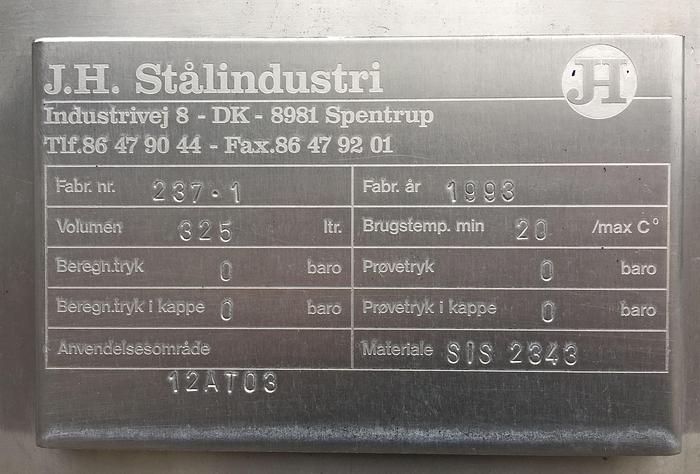 J.H. Stålindustri JH
Industrivej 8 - DK - 8981 Spentrup
Tlf.86 47 90 44 - Fax.86 47 92 01
Fabr. nr. 237.1 Fabr. år 1993
Volumen 325 ltr. Brugstemp. min 20 /max C°
Beregn.tryk 0 baro Prøvetryk 0 baro
Beregn.tryk i kappe 0 baro Prøvetryk i kappe 0 baro
Anvendelsesområde Materiale SIS 2343
12AT03